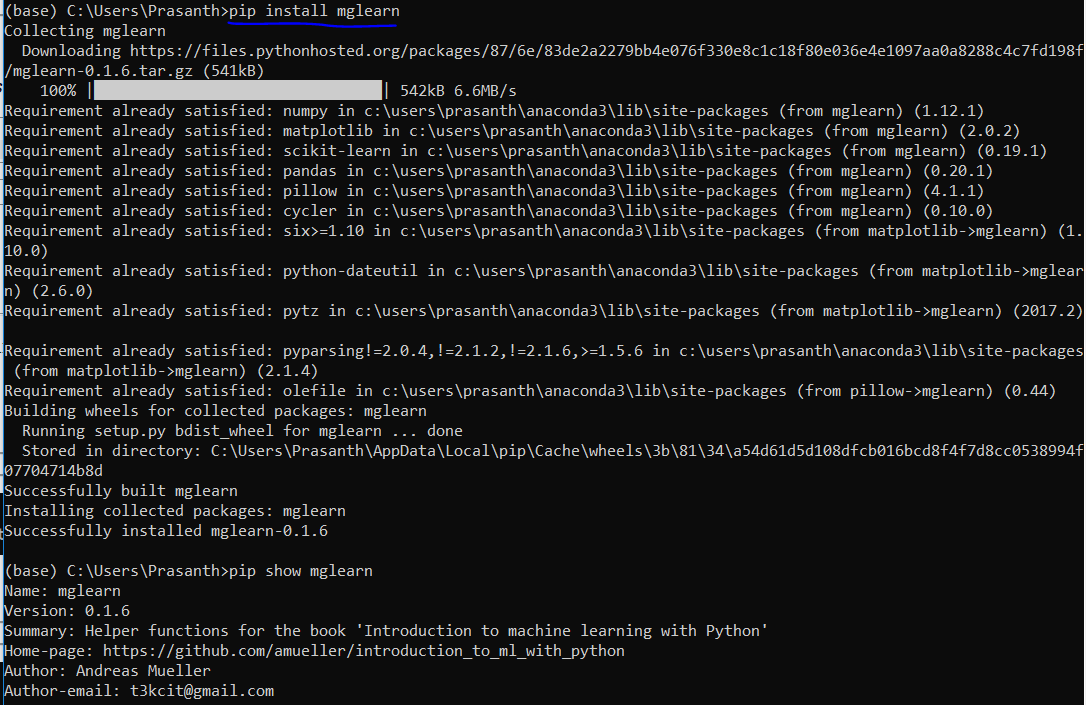 (base) C:\Users\Prasanth>pip install mglearn
Collecting mglearn
  Downloading https://files.pythonhosted.org/packages/87/6e/83de2a2279bb4e076f330e8c1c18f80e036e4e1097aa0a8288c4c7fd198f
/mglearn-0.1.6.tar.gz (541kB)
    100% |████████████████████████████████| 542kB 6.6MB/s
Requirement already satisfied: numpy in c:\users\prasanth\anaconda3\lib\site-packages (from mglearn) (1.12.1)
Requirement already satisfied: matplotlib in c:\users\prasanth\anaconda3\lib\site-packages (from mglearn) (2.0.2)
Requirement already satisfied: scikit-learn in c:\users\prasanth\anaconda3\lib\site-packages (from mglearn) (0.19.1)
Requirement already satisfied: pandas in c:\users\prasanth\anaconda3\lib\site-packages (from mglearn) (0.20.1)
Requirement already satisfied: pillow in c:\users\prasanth\anaconda3\lib\site-packages (from mglearn) (4.1.1)
Requirement already satisfied: cycler in c:\users\prasanth\anaconda3\lib\site-packages (from mglearn) (0.10.0)
Requirement already satisfied: six>=1.10 in c:\users\prasanth\anaconda3\lib\site-packages (from matplotlib->mglearn) (1.
10.0)
Requirement already satisfied: python-dateutil in c:\users\prasanth\anaconda3\lib\site-packages (from matplotlib->mglear
n) (2.6.0)
Requirement already satisfied: pytz in c:\users\prasanth\anaconda3\lib\site-packages (from matplotlib->mglearn) (2017.2)
Requirement already satisfied: pyparsing!=2.0.4,!=2.1.2,!=2.1.6,>=1.5.6 in c:\users\prasanth\anaconda3\lib\site-packages
 (from matplotlib->mglearn) (2.1.4)
Requirement already satisfied: olefile in c:\users\prasanth\anaconda3\lib\site-packages (from pillow->mglearn) (0.44)
Building wheels for collected packages: mglearn
  Running setup.py bdist_wheel for mglearn ... done
  Stored in directory: C:\Users\Prasanth\AppData\Local\pip\Cache\wheels\3b\81\34\a54d61d5d108dfcb016bcd8f4f7d8cc0538994f
07704714b8d
Successfully built mglearn
Installing collected packages: mglearn
Successfully installed mglearn-0.1.6
(base) C:\Users\Prasanth>pip show mglearn
Name: mglearn
Version: 0.1.6
Summary: Helper functions for the book 'Introduction to machine learning with Python'
Home-page: https://github.com/amueller/introduction_to_ml_with_python
Author: Andreas Mueller
Author-email: t3kcit@gmail.com